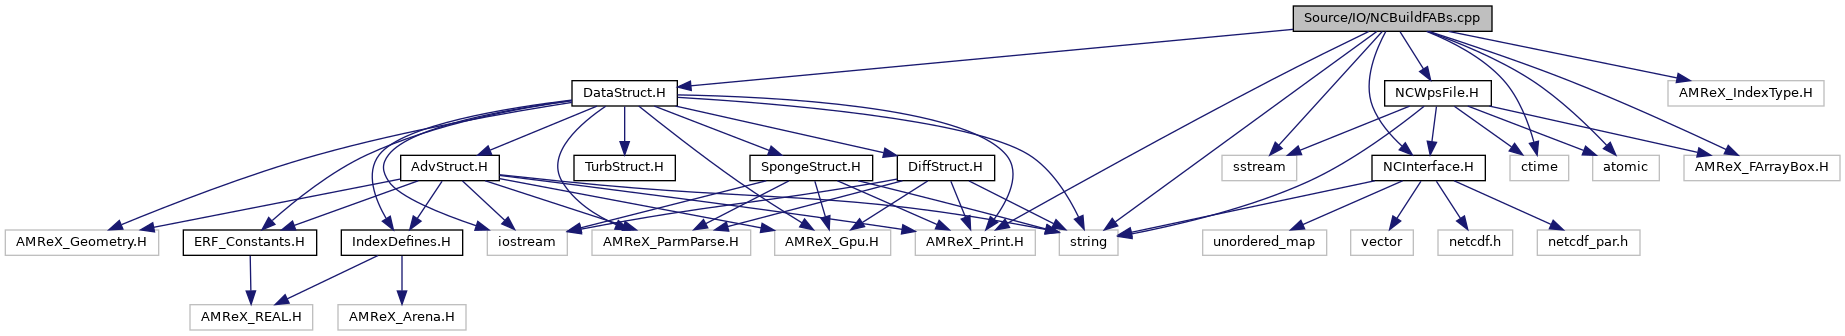 Source/IO/NCBuildFABs.cpp
DataStruct.H
NCWpsFile.H
AMReX_IndexType.H
AdvStruct.H
TurbStruct.H
SpongeStruct.H
DiffStruct.H
sstream
NCInterface.H
ctime
atomic
AMReX_FArrayBox.H
AMReX_Geometry.H
ERF_Constants.H
IndexDefines.H
iostream
AMReX_ParmParse.H
AMReX_Gpu.H
AMReX_Print.H
string
unordered_map
vector
netcdf.h
netcdf_par.h
AMReX_REAL.H
AMReX_Arena.H